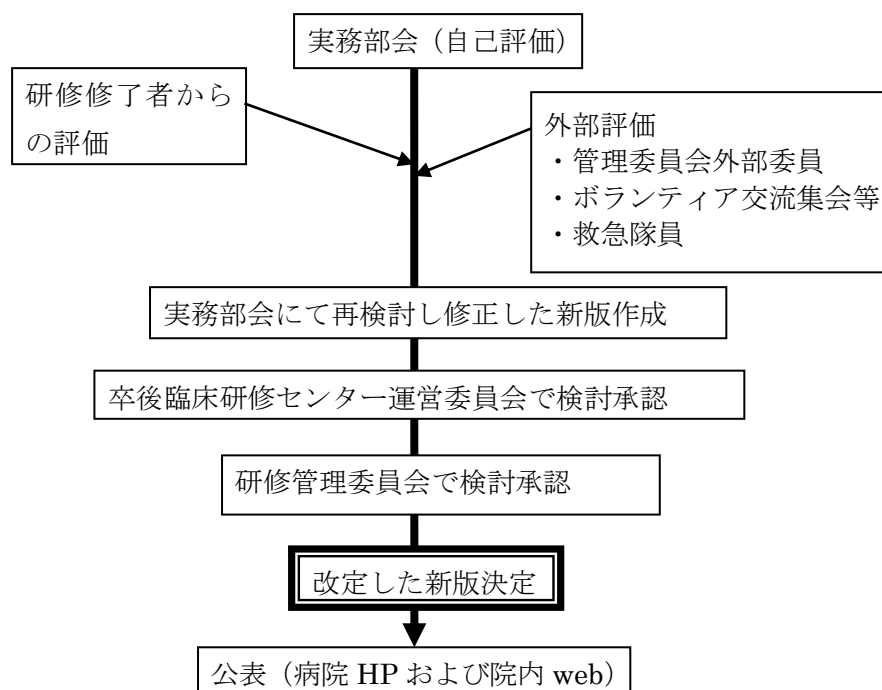 実務部会（自己評価）
研修修了者から
の評価
外部評価
・管理委員会外部委員
・ボランティア交流集会等
・救急隊員
実務部会にて再検討し修正した新版作成
卒後臨床研修センター運営委員会で検討承認
研修管理委員会で検討承認
改定した新版決定
公表（病院 HP および院内 web）